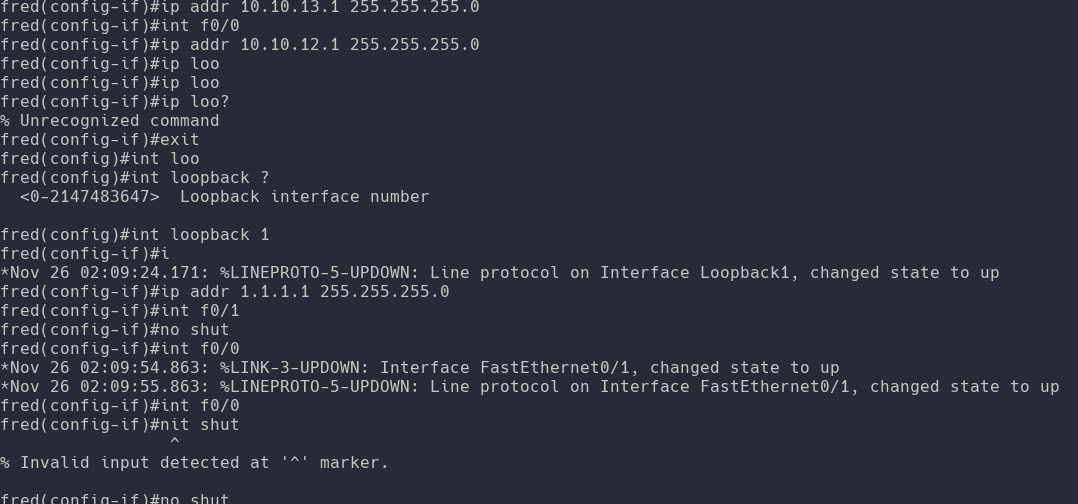 fred(config-if)#ip addr 10.10.13.1 255.255.255.0
fred(config-if)#int f0/0
fred(config-if)#ip addr 10.10.12.1 255.255.255.0
fred(config-if)#ip loo
fred(config-if)#ip loo
fred(config-if)#ip loo?
% Unrecognized command
fred(config-if)#exit
fred(config)#int loo
fred(config)#int loopback ?
  <0-2147483647>  Loopback interface number

fred(config)#int loopback 1
fred(config-if)#i
*Nov 26 02:09:24.171: %LINEPROTO-5-UPDOWN: Line protocol on Interface Loopback1, changed state to up
fred(config-if)#ip addr 1.1.1.1 255.255.255.0
fred(config-if)#int f0/1
fred(config-if)#no shut
fred(config-if)#int f0/0
*Nov 26 02:09:54.863: %LINK-3-UPDOWN: Interface FastEthernet0/1, changed state to up
*Nov 26 02:09:55.863: %LINEPROTO-5-UPDOWN: Line protocol on Interface FastEthernet0/1, changed state to up
fred(config-if)#int f0/0
fred(config-if)#nit shut
                 ^
% Invalid input detected at '^' marker.

fred(config-if)#no shut